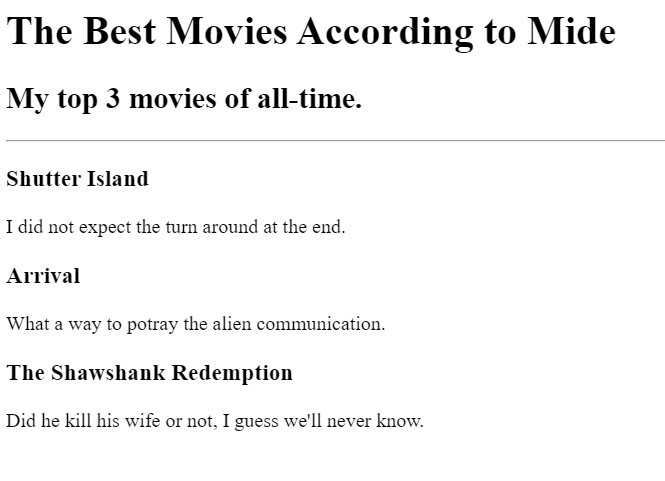 The Best Movies According to Mide
My top 3 movies of all-time.
Shutter Island
I did not expect the turn around at the end.
Arrival
What a way to potray the alien communication.
The Shawshank Redemption
Did he kill his wife or not, I guess we'll never know.